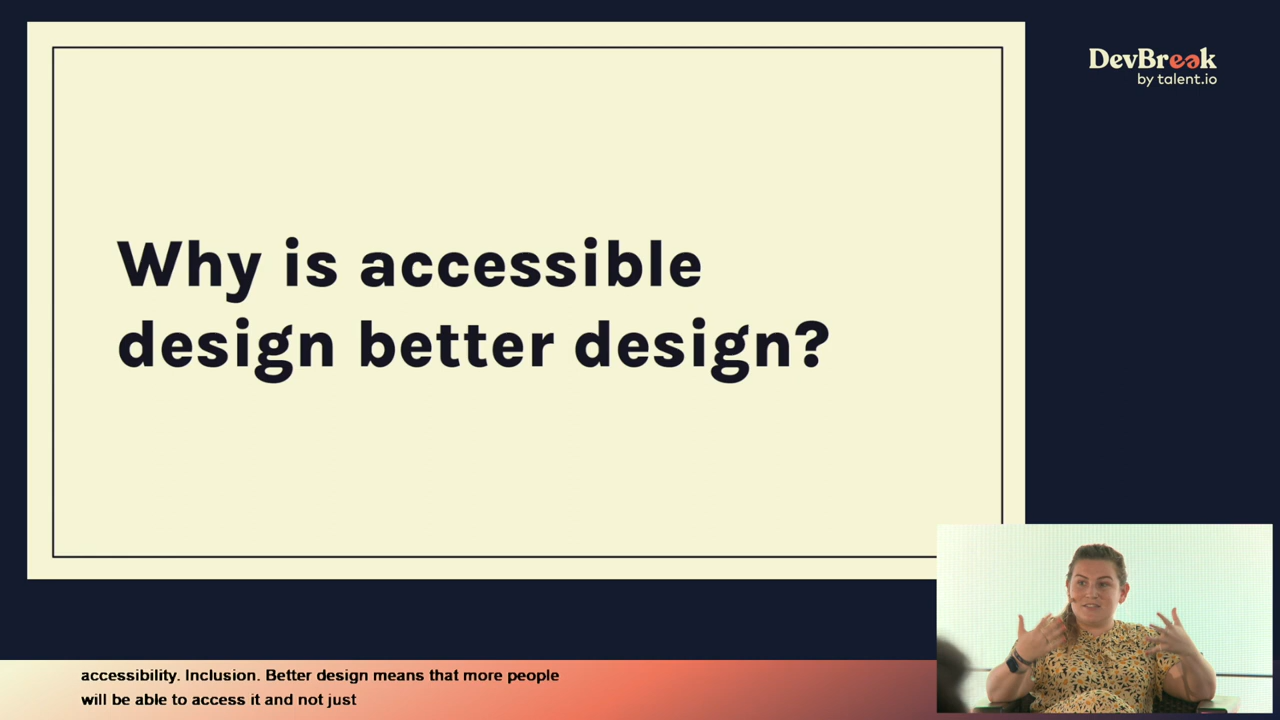 DevBreak
by talent.io
Why is accessible
design better design?
accessibility. Inclusion. Better design means that more people
will be able to access it and not just